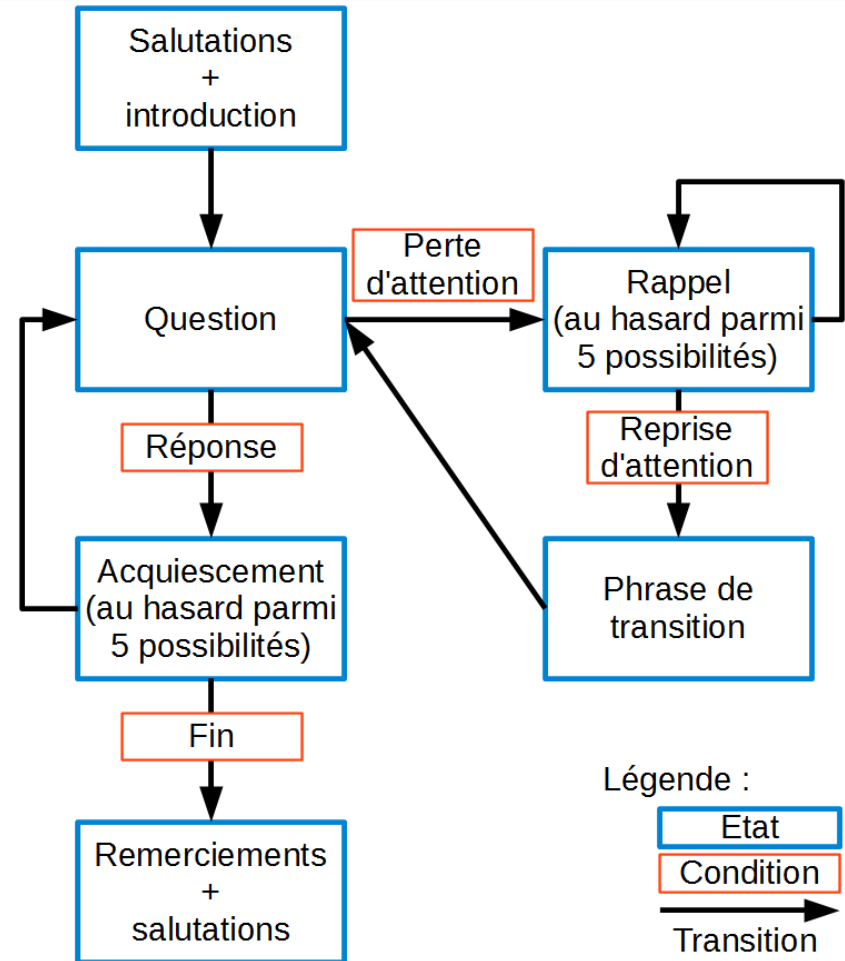 Salutations
+
introduction
Question
Perte
d'attention
Rappel
(au hasard parmi
5 possibilités)
Réponse
Reprise
d'attention
Acquiescement
(au hasard parmi
5 possibilités)
Phrase de
transition
Fin
Remerciements
+
salutations
Légende :
Etat
Condition
Transition